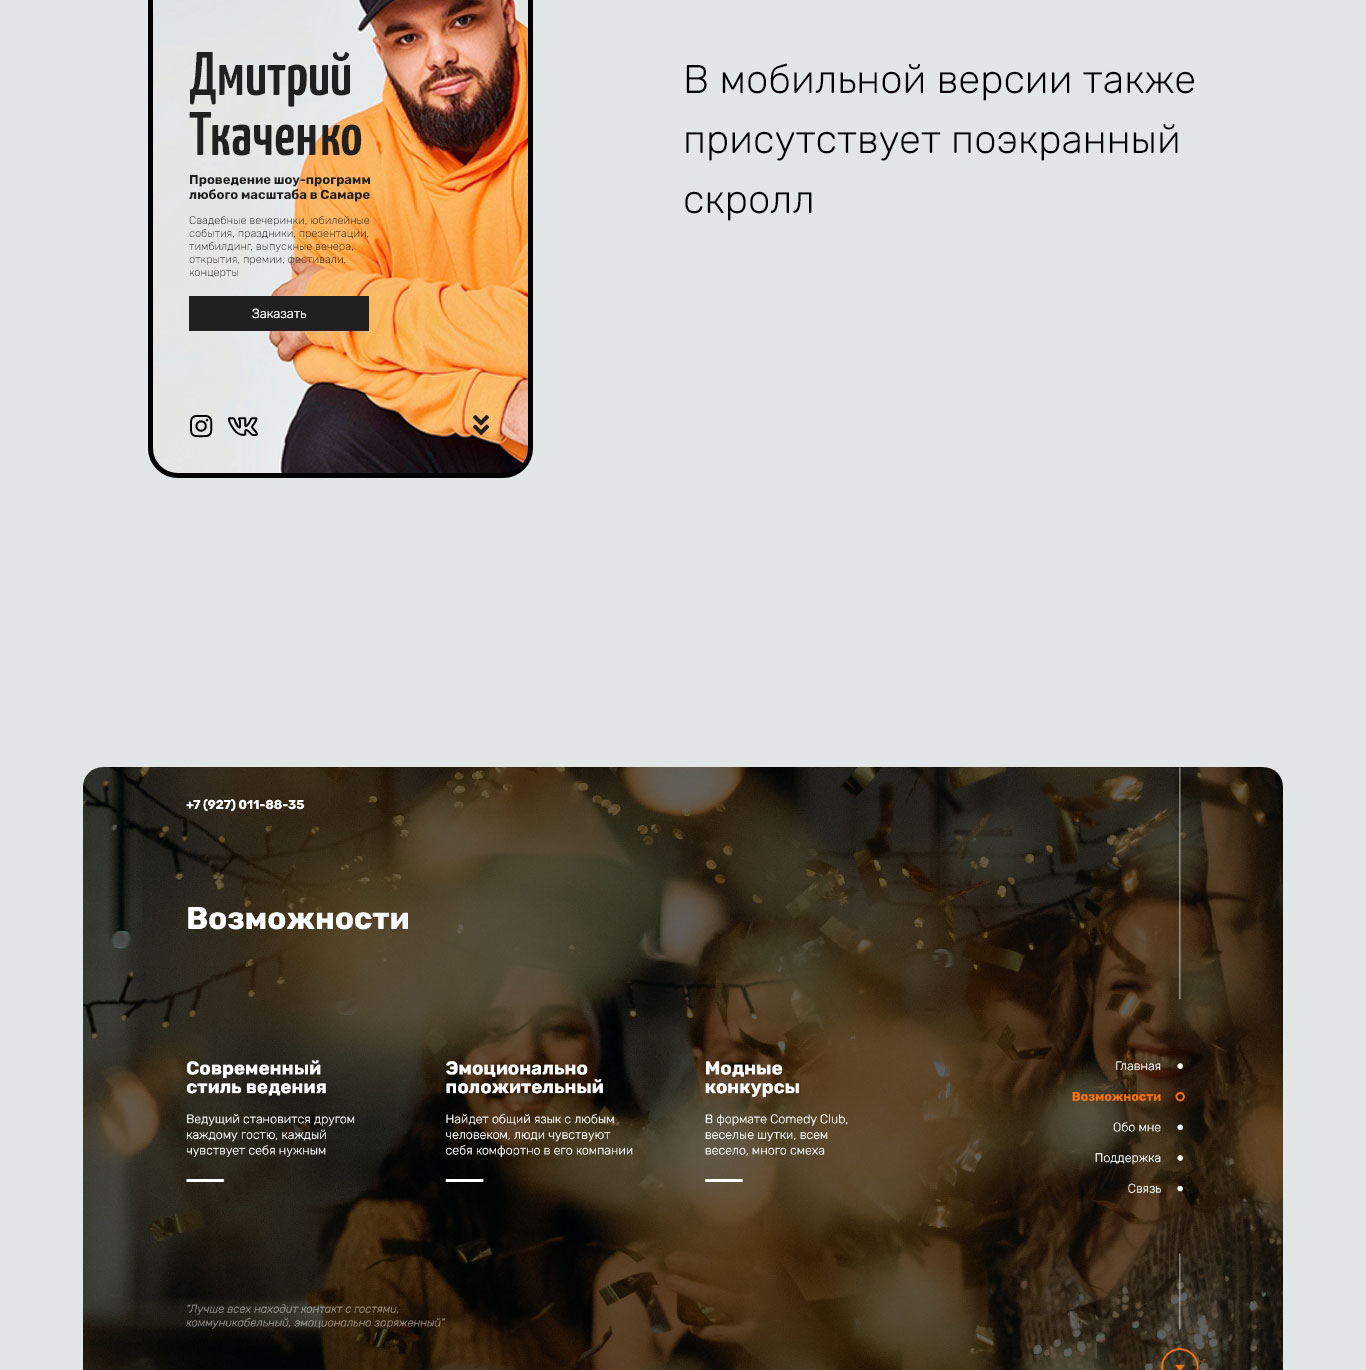 Дмитрий
Ткаченко
Проведение шоу-программ
любого масштаба в Самаре
Свадебные вечеринки, юбилейные
события, праздники, презентации,
тимбилдинг, выпускные вечера,
открытия, премии, фестивали,
концерты
Заказать
В мобильной версии также
присутствует поэкранный
скролл
+7 (927) 011-88-35
Возможности
Современный
стиль ведения
Ведущий становится другом
каждому гостю, каждый
чувствует себя нужным
Эмоционально
положительный
Найдет общий язык с любым
человеком, люди чувствуют
себя комфортно в его компании
Модные
конкурсы
В формате Comedy Club,
веселые шутки, всем
весело, много смеха
Главная
Возможности
Обо мне
Поддержка
Связь
"Лучше всех находит контакт с гостями,
коммуникабельный, эмоционально заряженный"